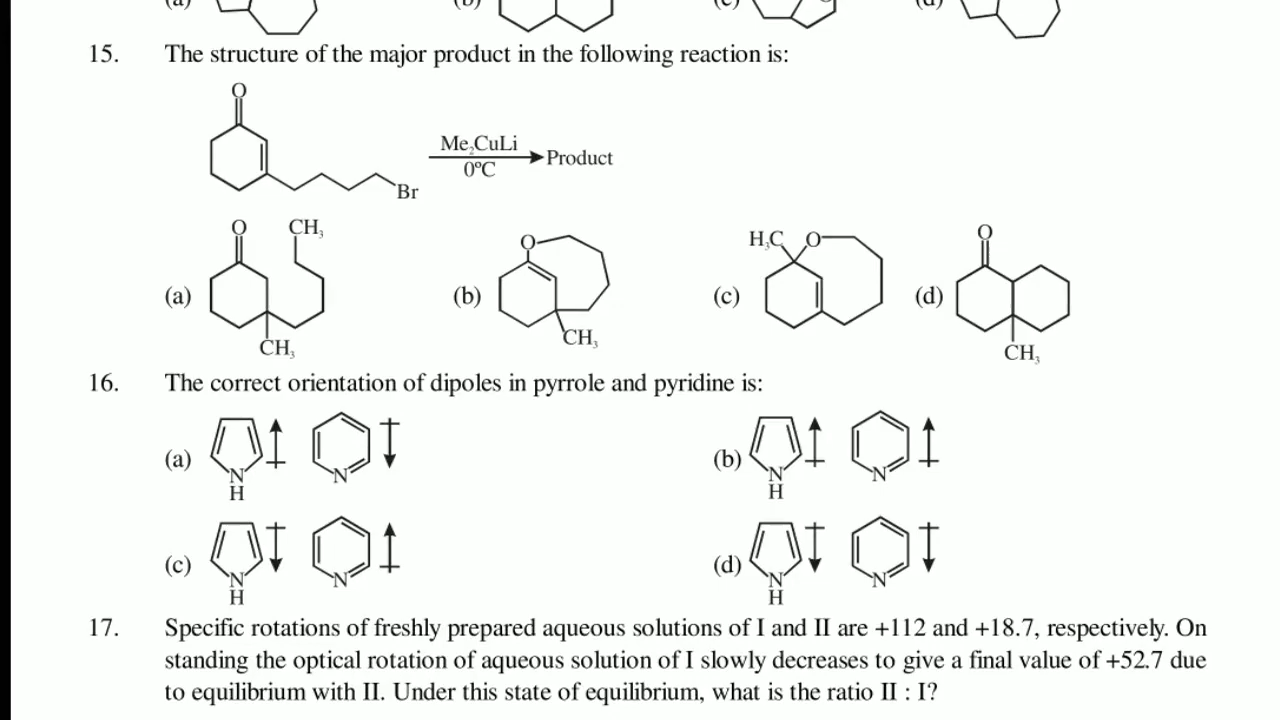 (a) (b) (c) (d)
15. The structure of the major product in the following reaction is:
O
Br
Me₂CuLi
0ºC
Product
(a) O CH₃ CH₃
(b) O CH₃
(c) H₃C O
(d) O CH₃
16. The correct orientation of dipoles in pyrrole and pyridine is:
(a) N H N
(b) N H N
(c) N H N
(d) N H N
17. Specific rotations of freshly prepared aqueous solutions of I and II are +112 and +18.7, respectively. On
standing the optical rotation of aqueous solution of I slowly decreases to give a final value of +52.7 due
to equilibrium with II. Under this state of equilibrium, what is the ratio II : I?